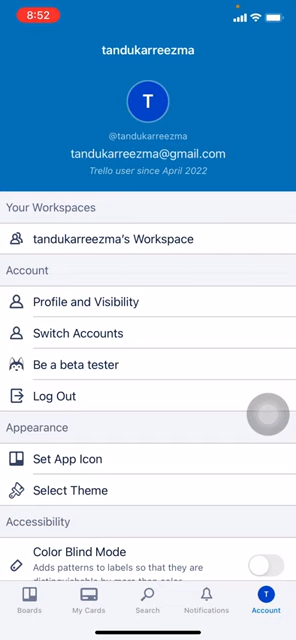 8:52
tandukarreezma
T
@tandukarreezma
tandukarreezma@gmail.com
Trello user since April 2022
Your Workspaces
tandukarreezma's Workspace
Account
Profile and Visibility
Switch Accounts
Be a beta tester
Log Out
Appearance
Set App Icon
Select Theme
Accessibility
Color Blind Mode
Adds patterns to labels so that they are
distinguishable by more than color.
Boards
My Cards
Search
Notifications
T
Account